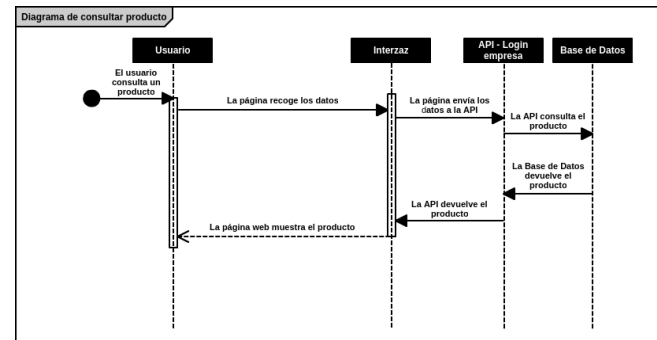 Diagrama de consultar producto
Usuario
Interzaz
API - Login
empresa
Base de Datos
El usuario
consulta un
producto
La página recoge los datos
La página envía los
datos a la API
La API consulta el
producto
La Base de Datos
devuelve el
producto
La API devuelve el
producto
La página web muestra el producto